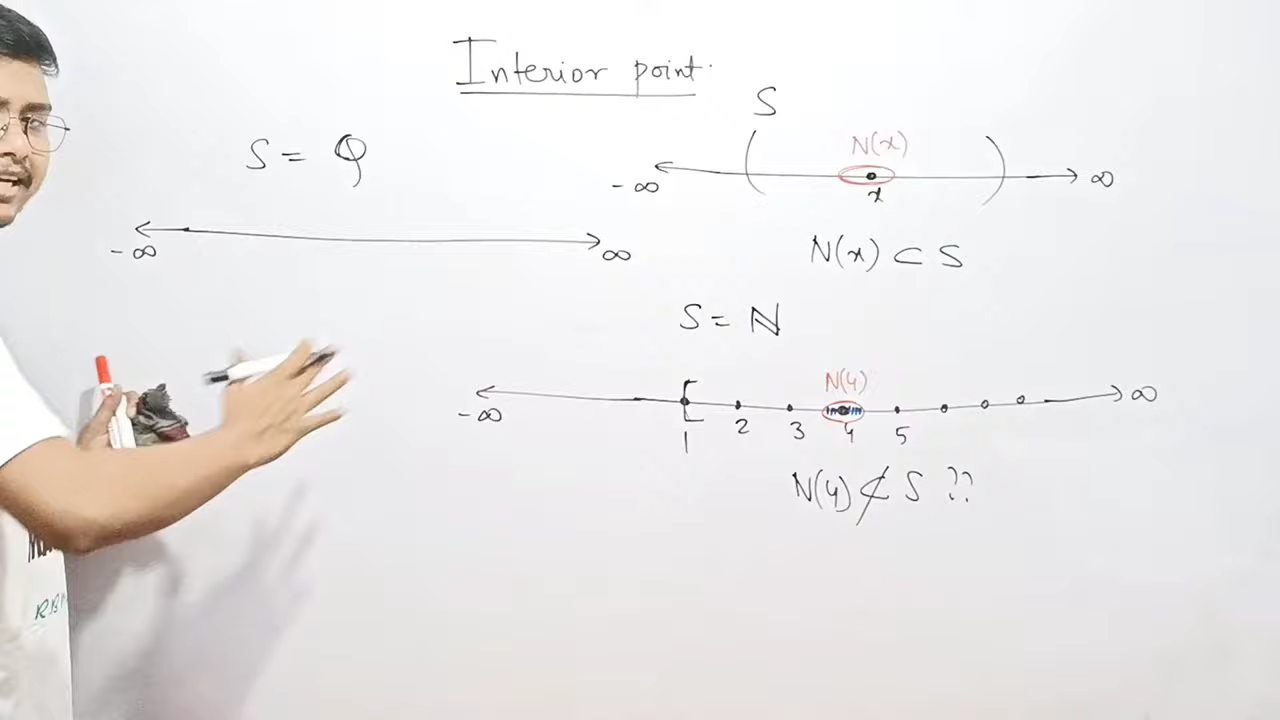 Interior point.
S = Q
-∞ ∞
S
N(x)
-∞ x ∞
N(x) ⊂ S
S = ℕ
N(4)
-∞ 1 2 3 4 5 ∞
N(4) ⊄ S ??